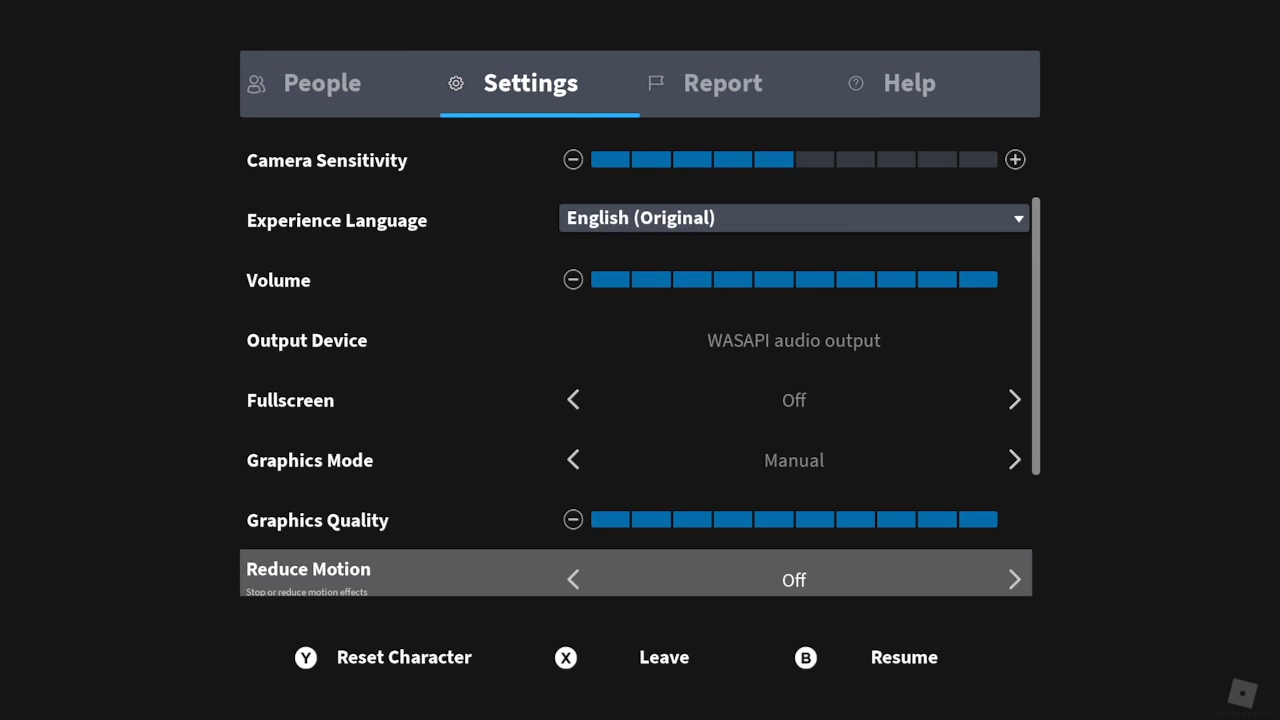 People
Settings
Report
Help
Camera Sensitivity
Experience Language
English (Original)
Volume
Output Device
WASAPI audio output
Fullscreen
Off
Graphics Mode
Manual
Graphics Quality
Reduce Motion
Off
Stop or reduce motion effects
Y Reset Character
X Leave
B Resume